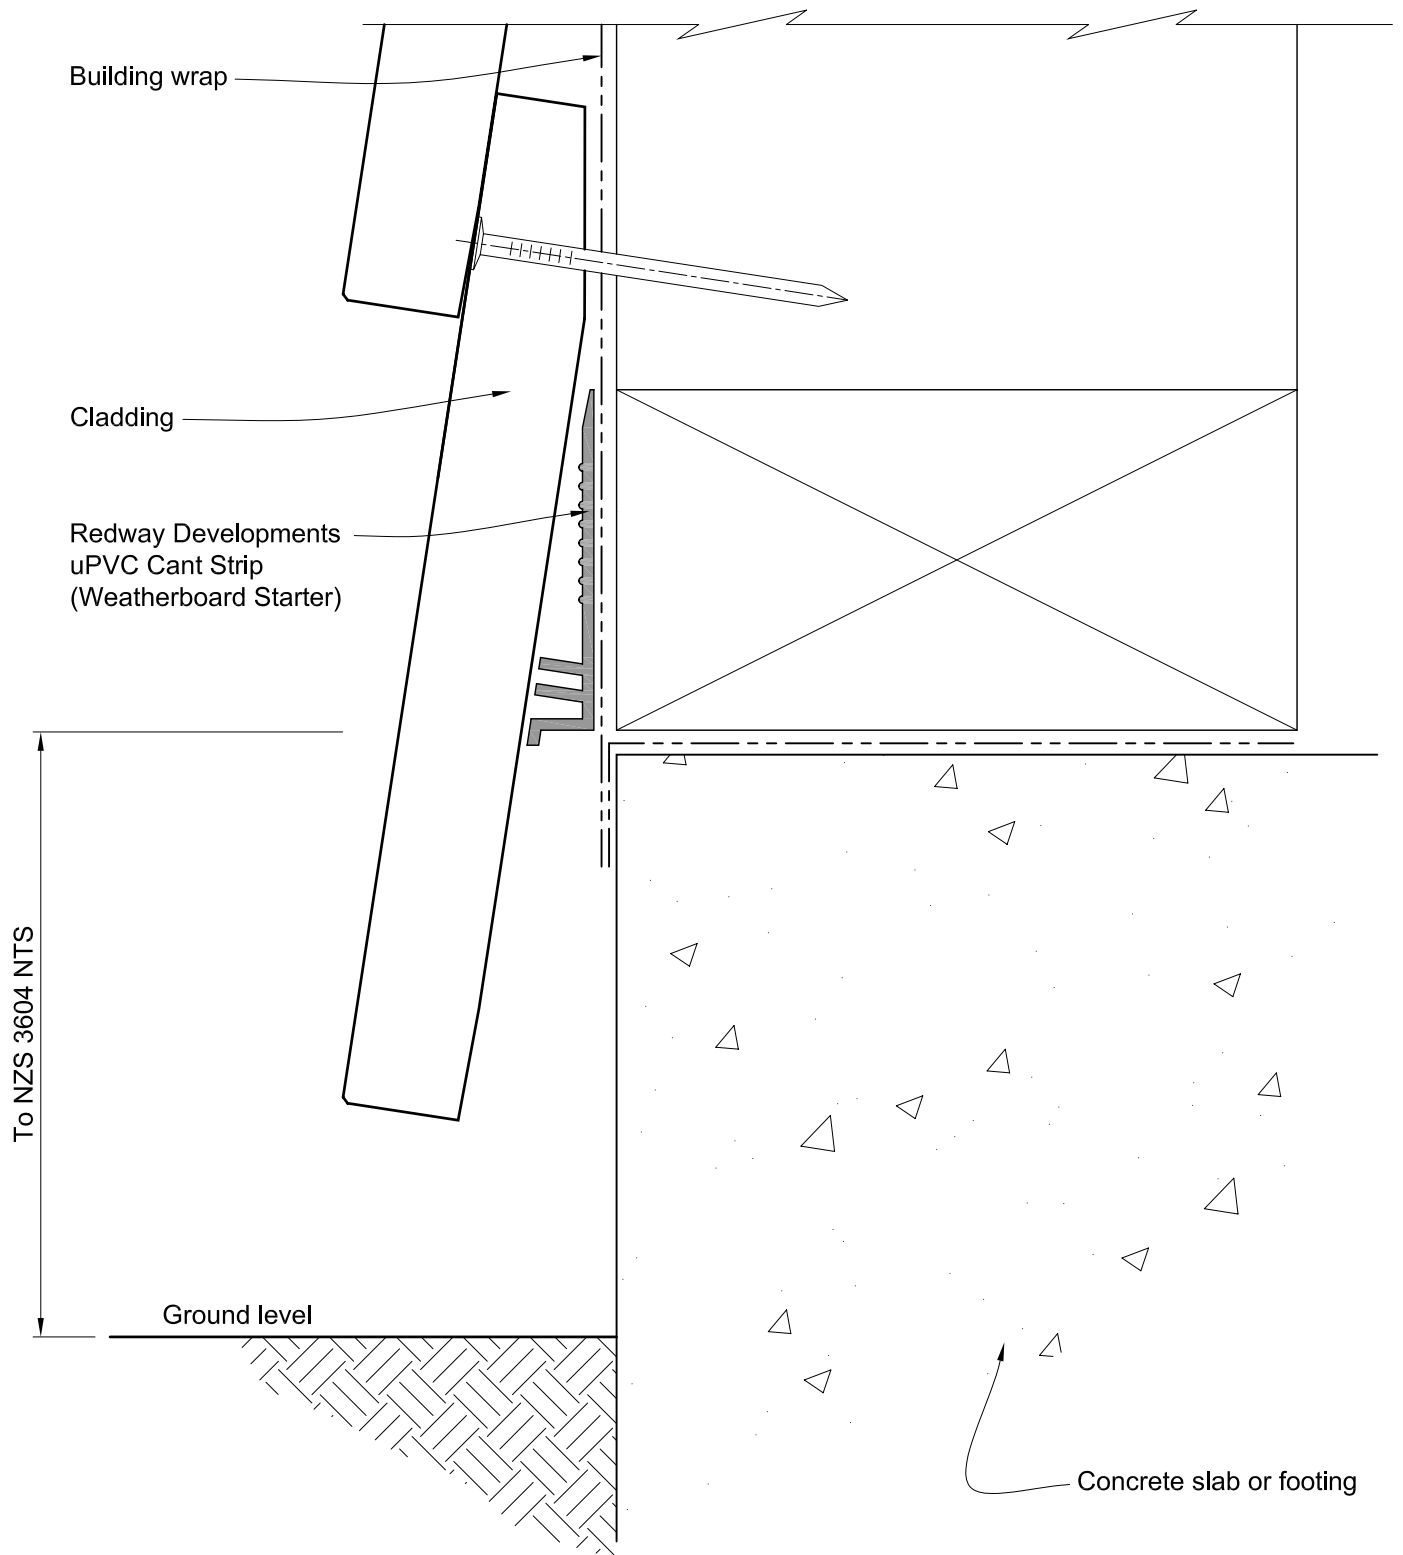 Building wrap
Cladding
Redway Developments
uPVC Cant Strip
(Weatherboard Starter)
To NZS 3604 NTS
Ground level
Concrete slab or footing